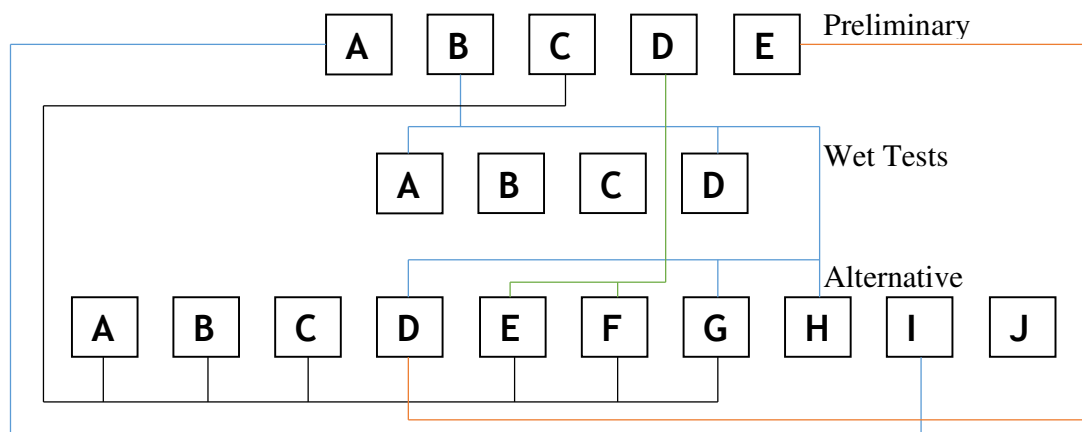 A B C D E Preliminary
Wet Tests
A B C D
Alternative
A B C D E F G H I J